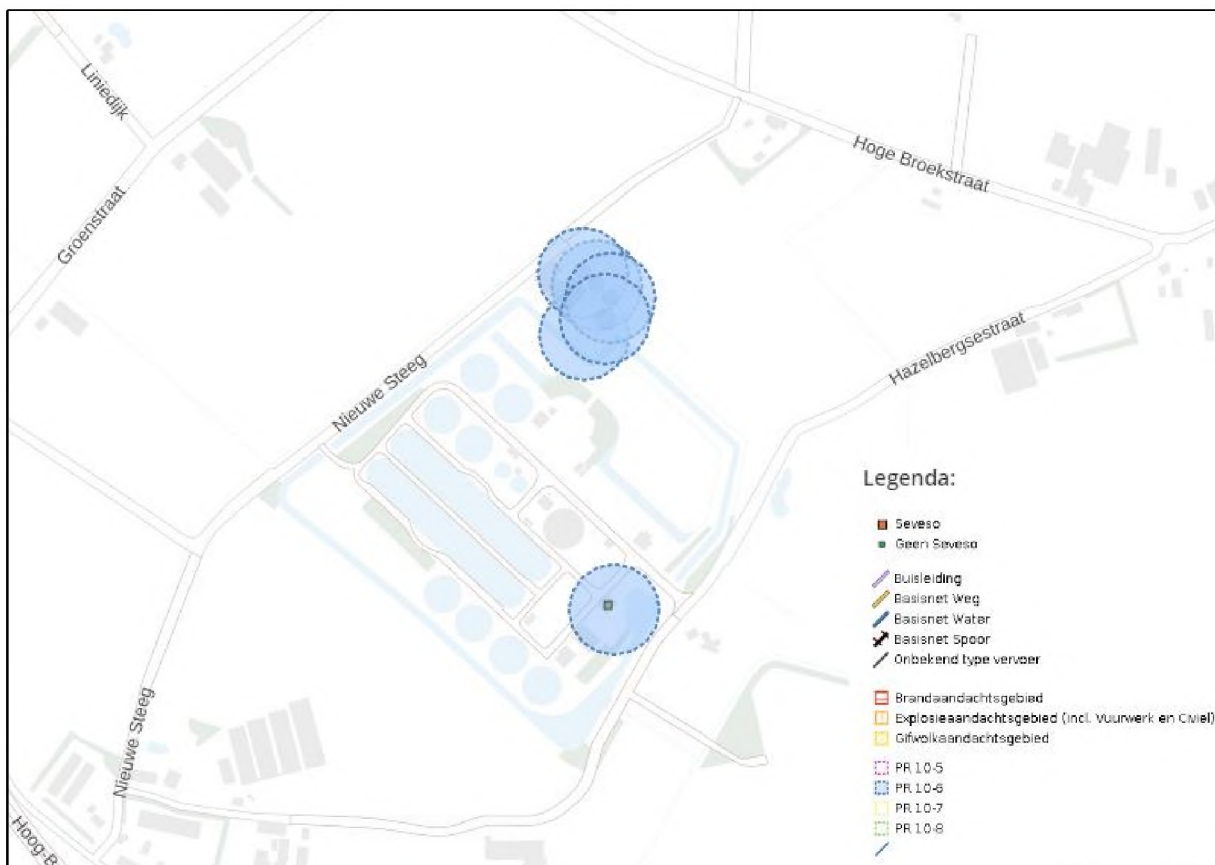 Liniedijk
Groenstraat
Hoge Broekstraat
Nieuwe Steeg
Hazelbergsestraat
Nieuwe Steeg
Hoog-B
Legenda:
Seveso
Geen Seveso
Buisleiding
Basisnet Weg
Basisnet Water
Basisnet Spoor
Onbekend type vervoer
Brandaandachtsgebied
Explosieaandachtsgebied (incl. Vuurwerk en Civiel)
Gifwolkaandachtsgebied
PR 10-5
PR 10-6
PR 10-7
PR 10-8